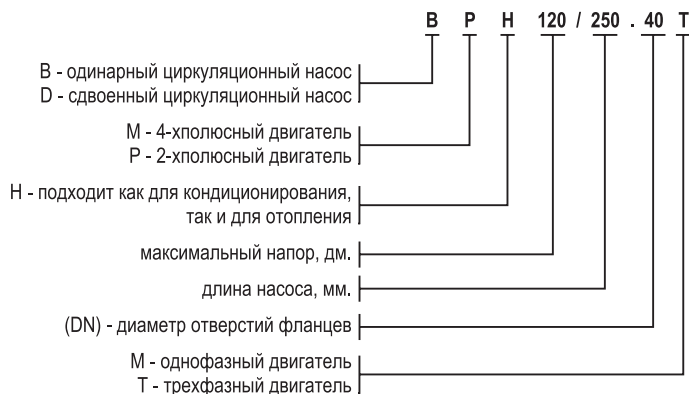 B P H 120 / 250 . 40 T
B - одинарный циркуляционный насос
D - сдвоенный циркуляционный насос
M - 4-хполюсный двигатель
P - 2-хполюсный двигатель
H - подходит как для кондиционирования,
так и для отопления
максимальный напор, дм.
длина насоса, мм.
(DN) - диаметр отверстий фланцев
M - однофазный двигатель
T - трехфазный двигатель